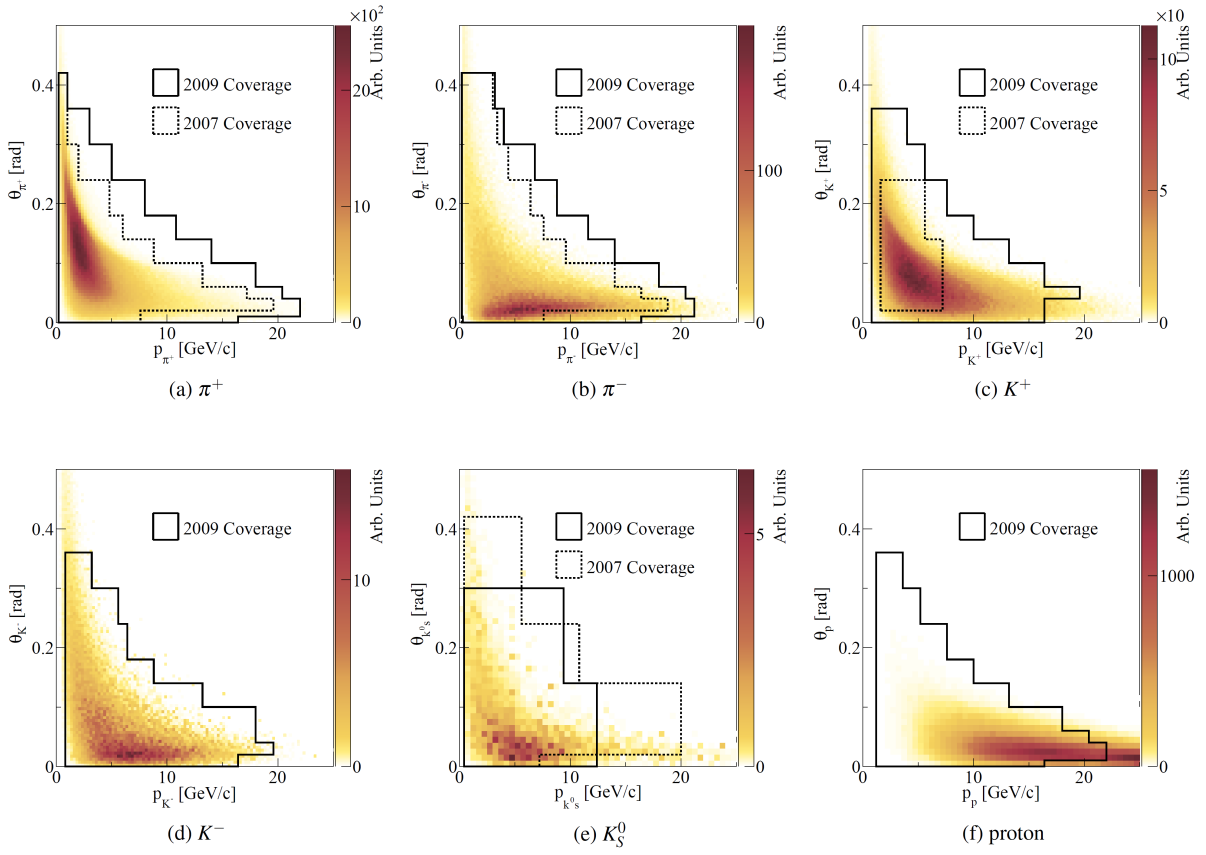 ×10²
0.4
0.2
0
θπ⁺ [rad]
2009 Coverage
2007 Coverage
20
10
0
Arb. Units
0 10 20
pπ⁺ [GeV/c]
(a) π⁺
0.4
0.2
0
θπ⁻ [rad]
2009 Coverage
2007 Coverage
100
0
Arb. Units
0 10 20
pπ⁻ [GeV/c]
(b) π⁻
×10
0.4
0.2
0
θK⁺ [rad]
2009 Coverage
2007 Coverage
10
5
0
Arb. Units
0 10 20
pK⁺ [GeV/c]
(c) K⁺
0.4
0.2
0
θK⁻ [rad]
2009 Coverage
10
0
Arb. Units
0 10 20
pK⁻ [GeV/c]
(d) K⁻
0.4
0.2
0
θk⁰s [rad]
2009 Coverage
2007 Coverage
5
0
Arb. Units
0 10 20
pk⁰s [GeV/c]
(e) K⁰S
0.4
0.2
0
θp [rad]
2009 Coverage
1000
0
Arb. Units
0 10 20
pp [GeV/c]
(f) proton